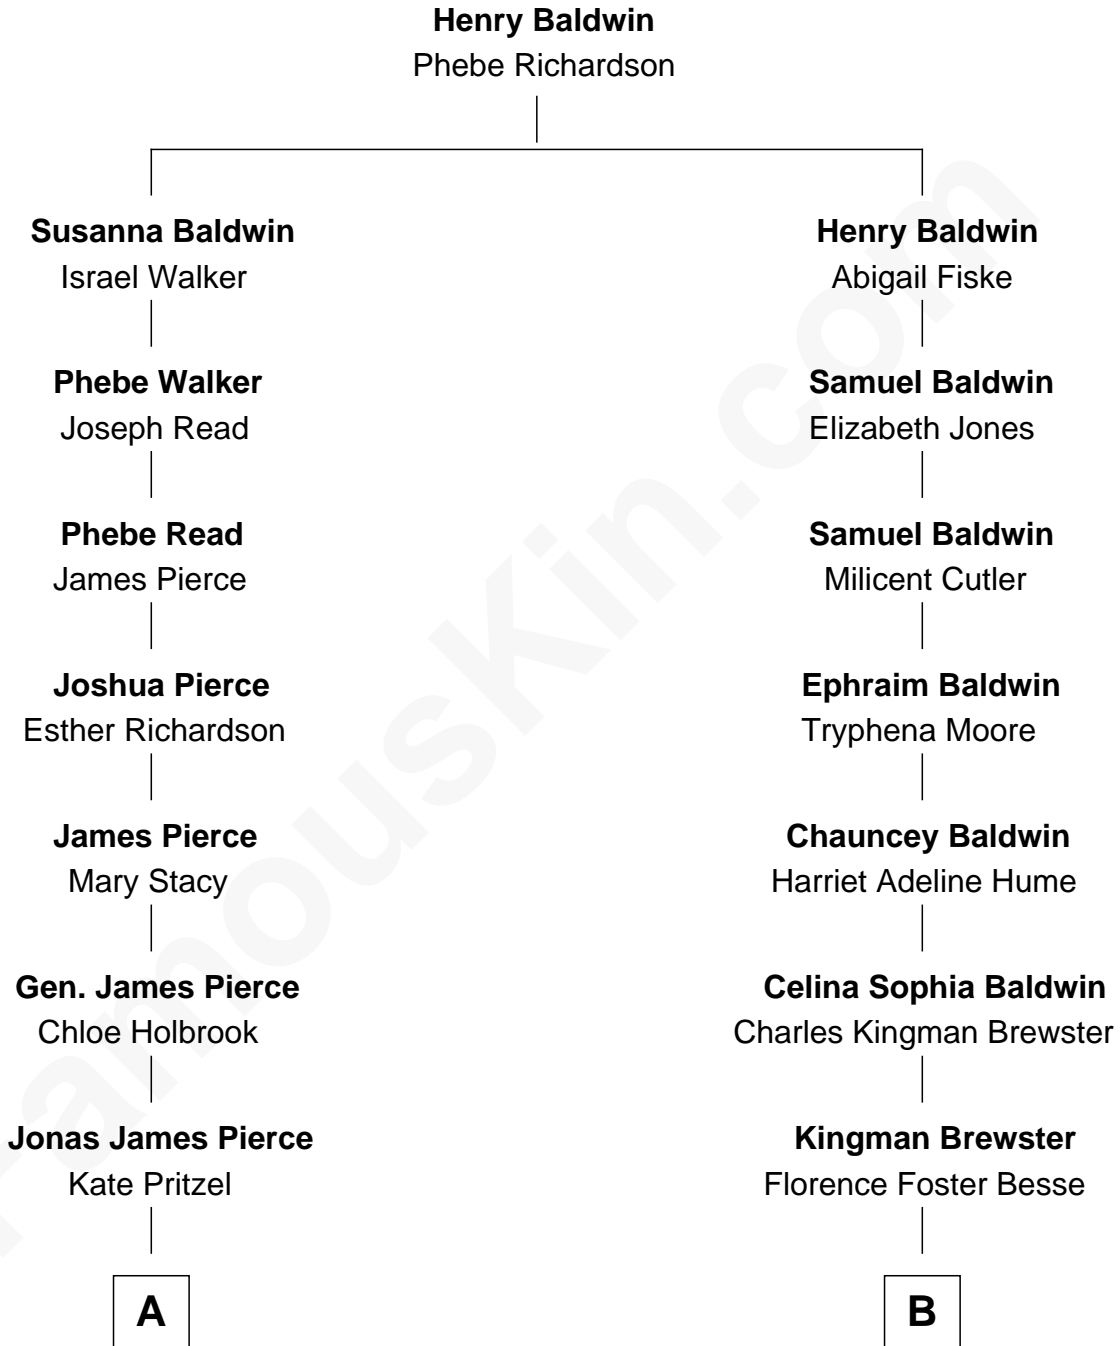 Henry Baldwin
Phebe Richardson
Susanna Baldwin
Israel Walker
Henry Baldwin
Abigail Fiske
Phebe Walker
Joseph Read
Samuel Baldwin
Elizabeth Jones
Phebe Read
James Pierce
Samuel Baldwin
Milicent Cutler
Joshua Pierce
Esther Richardson
Ephraim Baldwin
Tryphena Moore
James Pierce
Mary Stacy
Chauncey Baldwin
Harriet Adeline Hume
Gen. James Pierce
Chloe Holbrook
Celina Sophia Baldwin
Charles Kingman Brewster
Jonas James Pierce
Kate Pritzel
Kingman Brewster
Florence Foster Besse
A
B
FamousKin.com